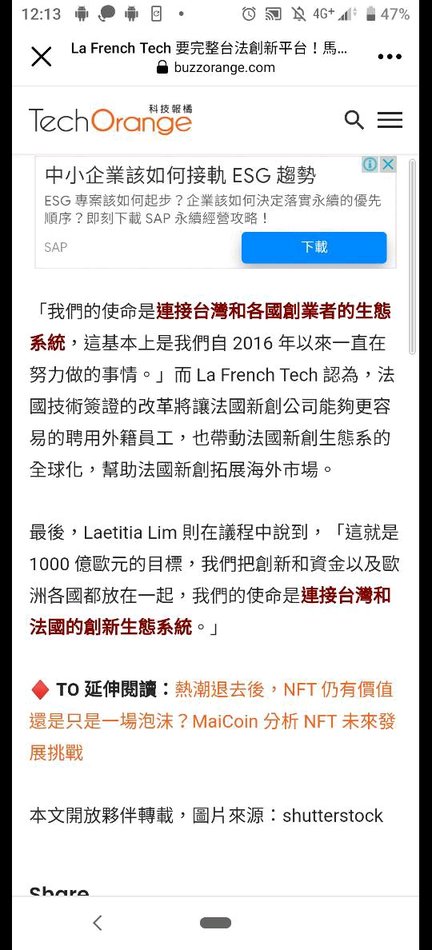 12:13
4G+
47%
La French Tech 要完整台法創新平台！馬...
buzzorange.com
科技報橘
TechOrange
中小企業該如何接軌 ESG 趨勢
ESG 專案該如何起步？企業該如何決定落實永續的優先
順序？即刻下載 SAP 永續經營攻略！
SAP
下載
「我們的使命是連接台灣和各國創業者的生態
系統，這基本上是我們自 2016 年以來一直在
努力做的事情。」而 La French Tech 認為，法
國技術簽證的改革將讓法國新創公司能夠更容
易的聘用外籍員工，也帶動法國新創生態系的
全球化，幫助法國新創拓展海外市場。
最後，Laetitia Lim 則在議程中說到，「這就是
1000 億歐元的目標，我們把創新和資金以及歐
洲各國都放在一起，我們的使命是連接台灣和
法國的創新生態系統。」
TO 延伸閱讀：熱潮退去後，NFT 仍有價值
還是只是一場泡沫？MaiCoin 分析 NFT 未來發
展挑戰
本文開放夥伴轉載，圖片來源：shutterstock
Share